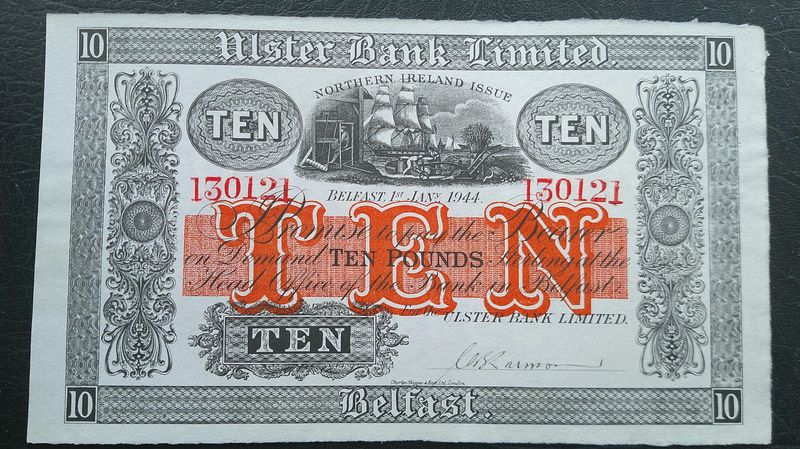 10 Ulster Bank Limited 10
NORTHERN IRELAND ISSUE
TEN TEN
130121 130121
BELFAST, 1st JANy 1944.
Promise to pay the Bearer
on Demand TEN POUNDS Sterling at the
Head Office of the Bank in Belfast
TEN
For the ULSTER BANK LIMITED.
TEN
Charles Skipper & East, Ltd. London.
10 Belfast. 10